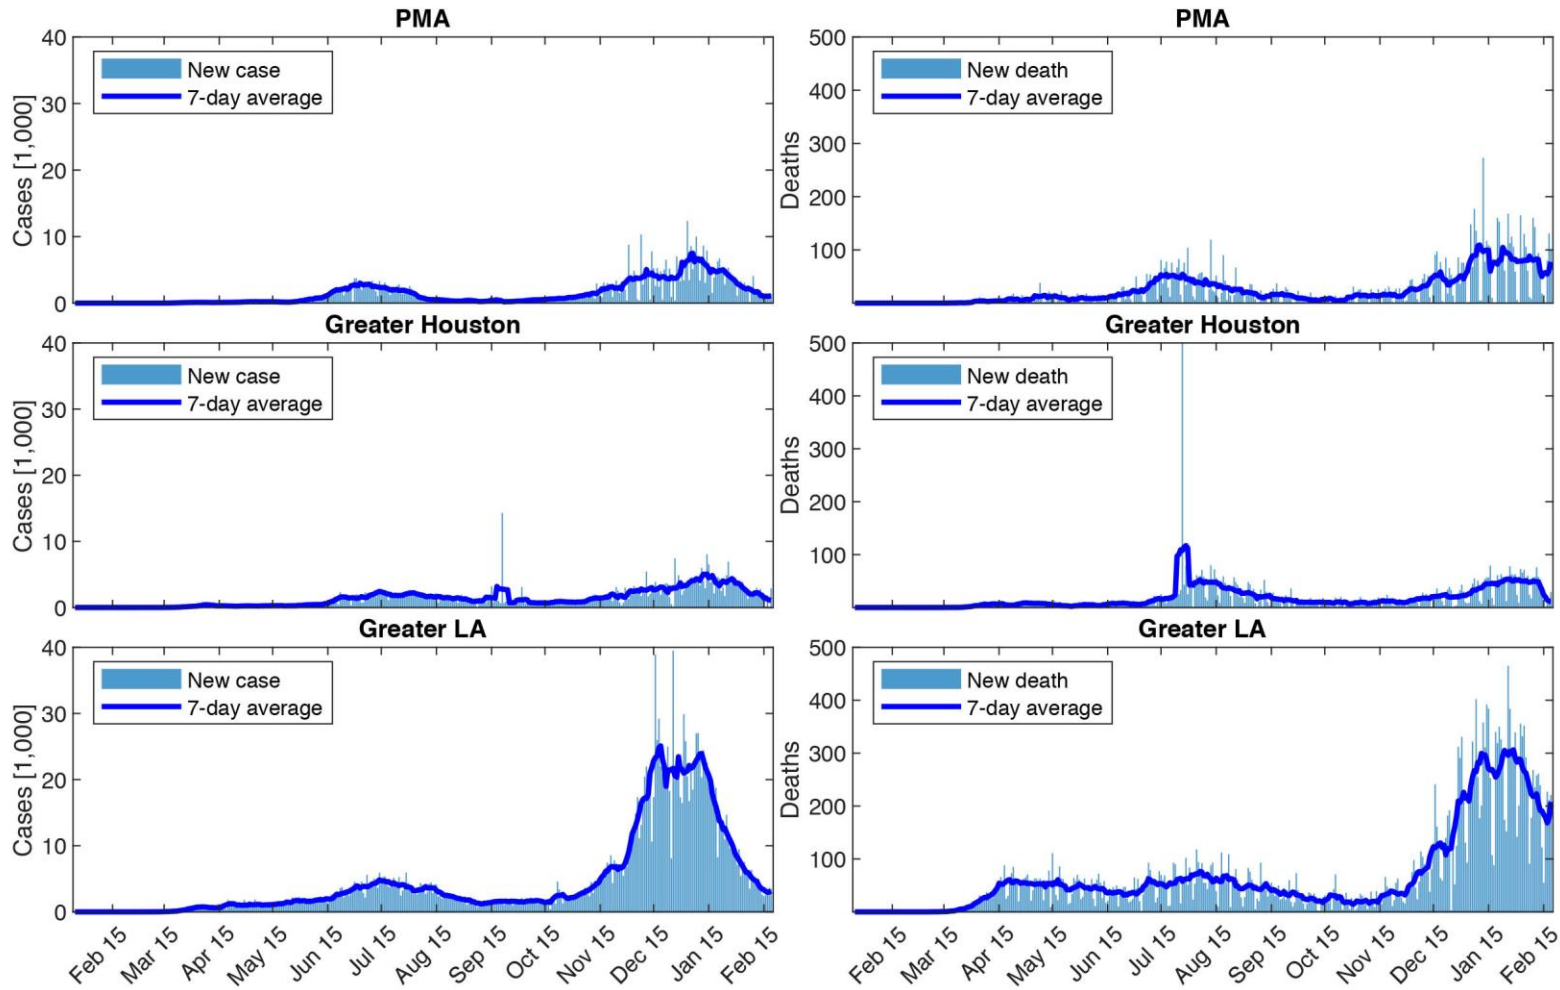 PMA
40
30
20
10
0
Cases [1,000]
New case
7-day average
PMA
500
400
300
200
100
Deaths
New death
7-day average
Greater Houston
40
30
20
10
0
Cases [1,000]
New case
7-day average
Greater Houston
500
400
300
200
100
Deaths
New death
7-day average
Greater LA
40
30
20
10
0
Cases [1,000]
New case
7-day average
Feb 15
Mar 15
Apr 15
May 15
Jun 15
Jul 15
Aug 15
Sep 15
Oct 15
Nov 15
Dec 15
Jan 15
Feb 15
Greater LA
500
400
300
200
100
Deaths
New death
7-day average
Feb 15
Mar 15
Apr 15
May 15
Jun 15
Jul 15
Aug 15
Sep 15
Oct 15
Nov 15
Dec 15
Jan 15
Feb 15